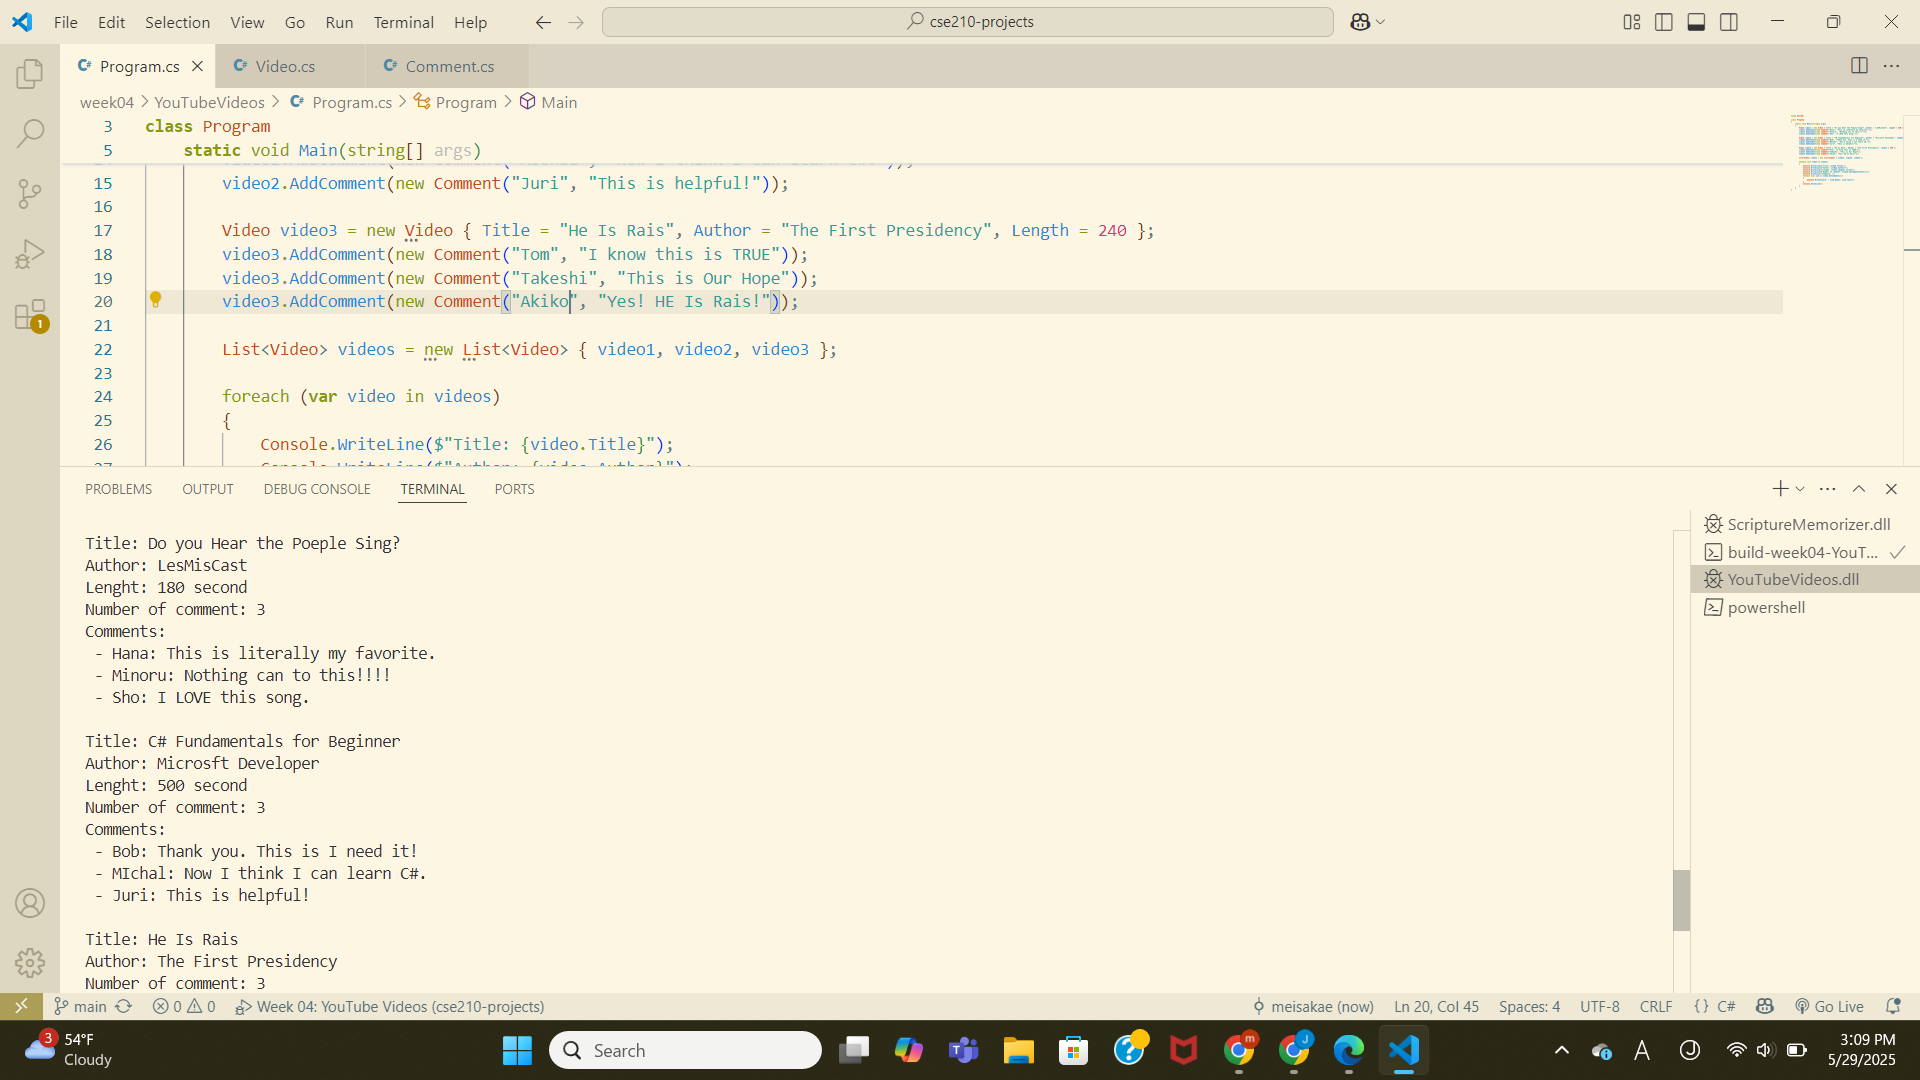 File Edit Selection View Go Run Terminal Help
cse210-projects
Program.cs Video.cs Comment.cs
week04 > YouTubeVideos > Program.cs > Program > Main
3 class Program
5 static void Main(string[] args)
15 video2.AddComment(new Comment("Juri", "This is helpful!"));
16
17 Video video3 = new Video { Title = "He Is Rais", Author = "The First Presidency", Length = 240 };
18 video3.AddComment(new Comment("Tom", "I know this is TRUE"));
19 video3.AddComment(new Comment("Takeshi", "This is Our Hope"));
20 video3.AddComment(new Comment("Akiko", "Yes! HE Is Rais!"));
21
22 List<Video> videos = new List<Video> { video1, video2, video3 };
23
24 foreach (var video in videos)
25 {
26 Console.WriteLine($"Title: {video.Title}");
PROBLEMS OUTPUT DEBUG CONSOLE TERMINAL PORTS
Title: Do you Hear the Poeple Sing?
Author: LesMisCast
Lenght: 180 second
Number of comment: 3
Comments:
- Hana: This is literally my favorite.
- Minoru: Nothing can to this!!!!
- Sho: I LOVE this song.
Title: C# Fundamentals for Beginner
Author: Microsft Developer
Lenght: 500 second
Number of comment: 3
Comments:
- Bob: Thank you. This is I need it!
- MIchal: Now I think I can learn C#.
- Juri: This is helpful!
Title: He Is Rais
Author: The First Presidency
Number of comment: 3
ScriptureMemorizer.dll
build-week04-YouT...
YouTubeVideos.dll
powershell
1
main 0 0 Week 04: YouTube Videos (cse210-projects)
meisakae (now) Ln 20, Col 45 Spaces: 4 UTF-8 CRLF {} C# Go Live
3 54°F
Cloudy
Search
A
3:09 PM
5/29/2025